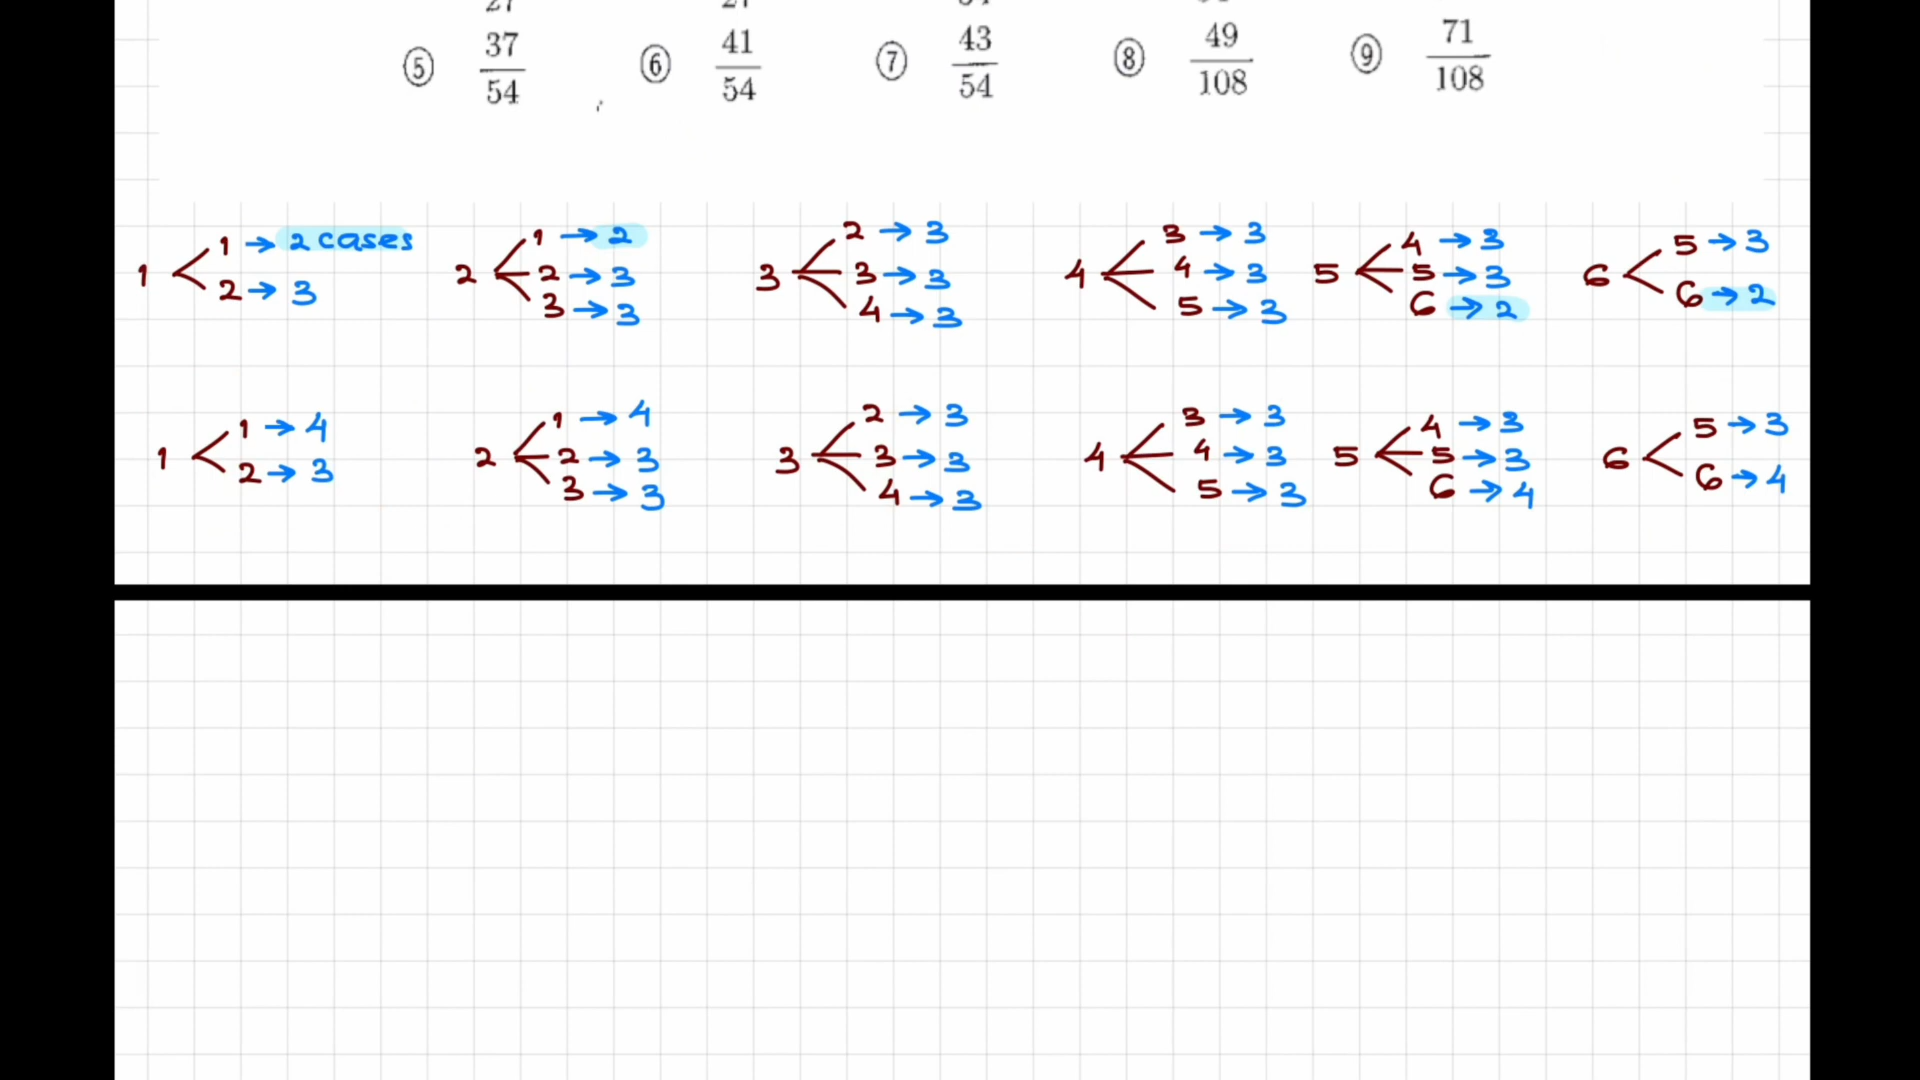 ⑤ 37/54 ⑥ 41/54 ⑦ 43/54 ⑧ 49/108 ⑨ 71/108
1 → 2 cases 1 → 2 2 → 3 3 → 3 4 → 3 5 → 3
1 2 2 → 3 3 3 → 3 4 4 → 3 5 5 → 3 6
2 → 3 3 → 3 4 → 3 5 → 3 6 → 2 6 → 2
1 → 4 1 → 4 2 → 3 3 → 3 4 → 3 5 → 3
1 2 2 → 3 3 3 → 3 4 4 → 3 5 5 → 3 6
2 → 3 3 → 3 4 → 3 5 → 3 6 → 4 6 → 4